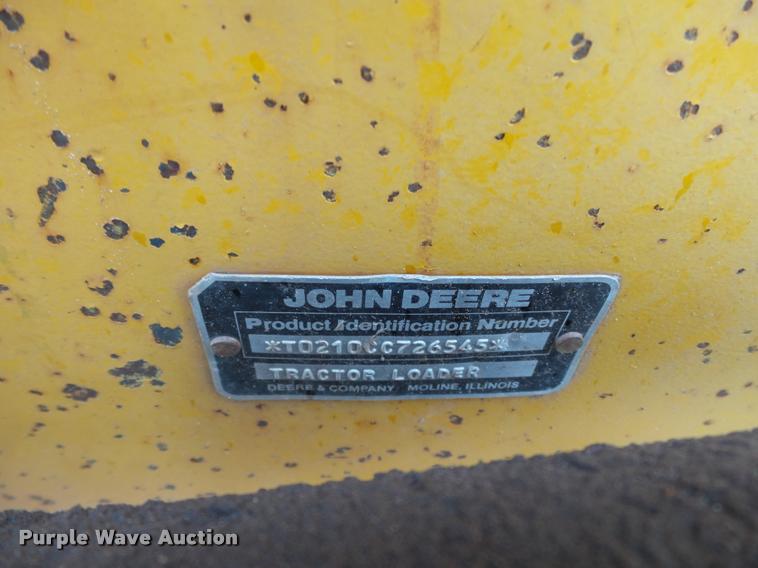 JOHN DEERE
Product Identification Number
*T0210CC726545*
TRACTOR LOADER
DEERE & COMPANY MOLINE, ILLINOIS
Purple Wave Auction